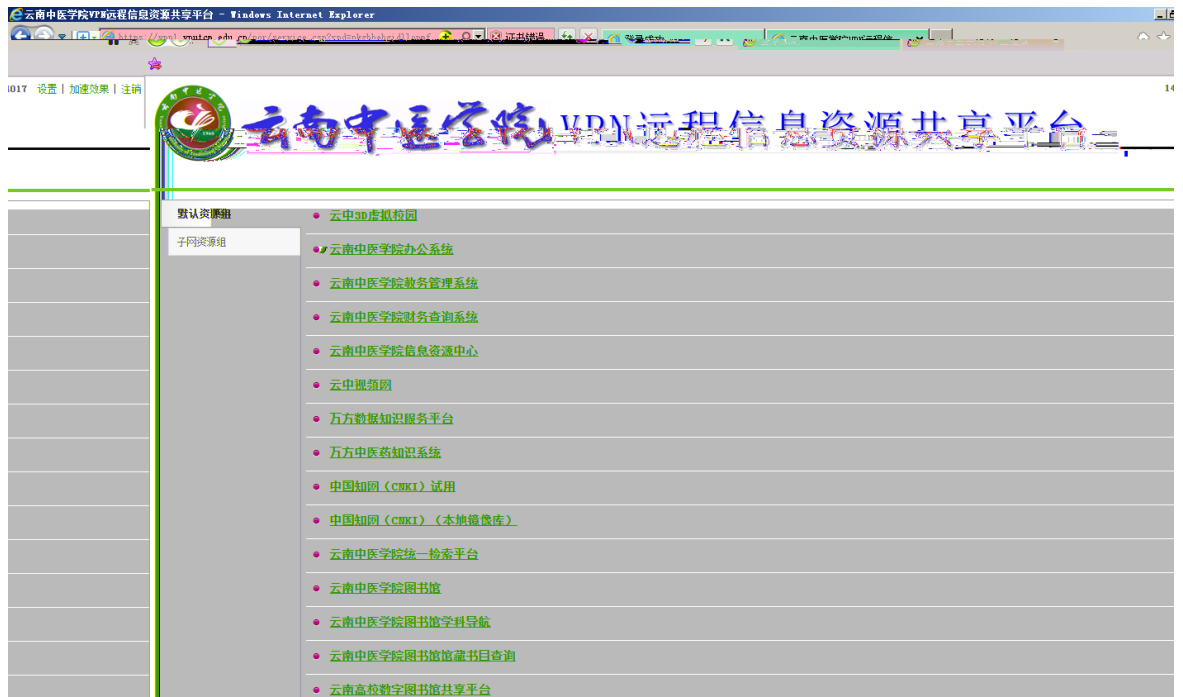 云南中医学院VPN远程信息资源共享平台 - Windows Internet Explorer
证书错误
4017 设置 | 加速效果 | 注销
14
云南中医学院 VPN远程信息资源共享平台
默认资源组
子网资源组
云中3D虚拟校园
云南中医学院办公系统
云南中医学院教务管理系统
云南中医学院财务查询系统
云南中医学院信息资源中心
云中视频网
万方数据知识服务平台
万方中医药知识系统
中国知网（CNKI）试用
中国知网（CNKI）（本地镜像库）
云南中医学院统一检索平台
云南中医学院图书馆
云南中医学院图书馆学科导航
云南中医学院图书馆馆藏书目查询
云南高校数字图书馆共享平台